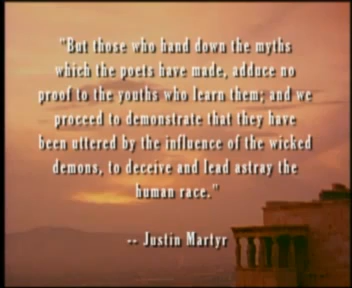 "But those who hand down the myths
which the poets have made, adduce no
proof to the youths who learn them; and we
proceed to demonstrate that they have
been uttered by the influence of the wicked
demons, to deceive and lead astray the
human race."
-- Justin Martyr